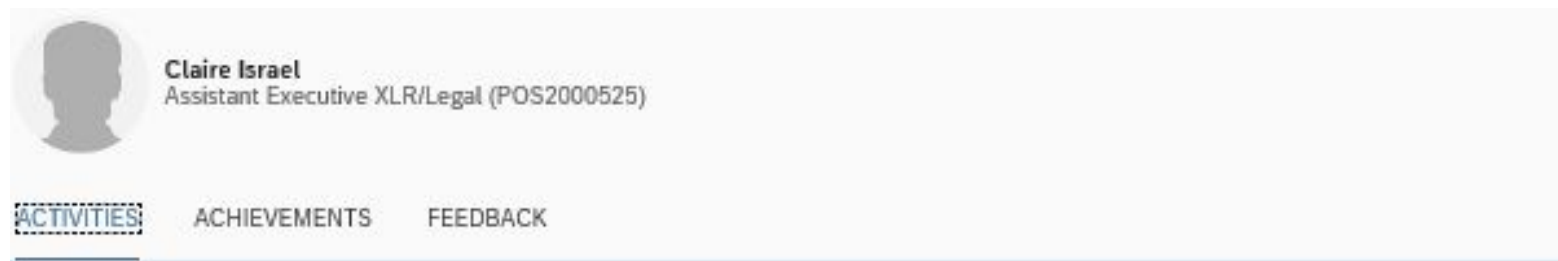 Claire Israel
Assistant Executive XLR/Legal (POS2000525)
ACTIVITIES ACHIEVEMENTS FEEDBACK